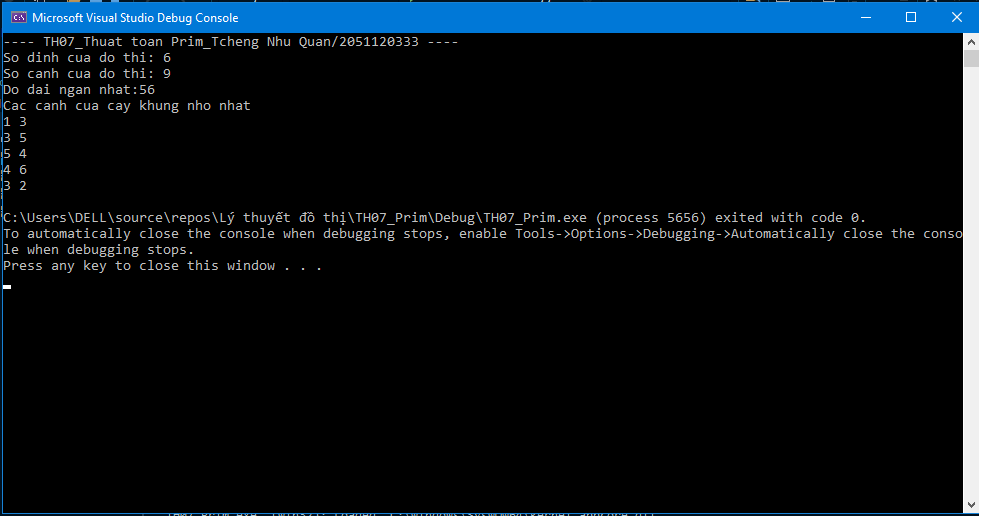 Microsoft Visual Studio Debug Console
---- TH07_Thuat toan Prim_Tcheng Nhu Quan/2051120333 ----
So dinh cua do thi: 6
So canh cua do thi: 9
Do dai ngan nhat:56
Cac canh cua cay khung nho nhat
1 3
3 5
5 4
4 6
3 2
C:\Users\DELL\source\repos\Lý thuyết đồ thị\TH07_Prim\Debug\TH07_Prim.exe (process 5656) exited with code 0.
To automatically close the console when debugging stops, enable Tools->Options->Debugging->Automatically close the conso
le when debugging stops.
Press any key to close this window . . .